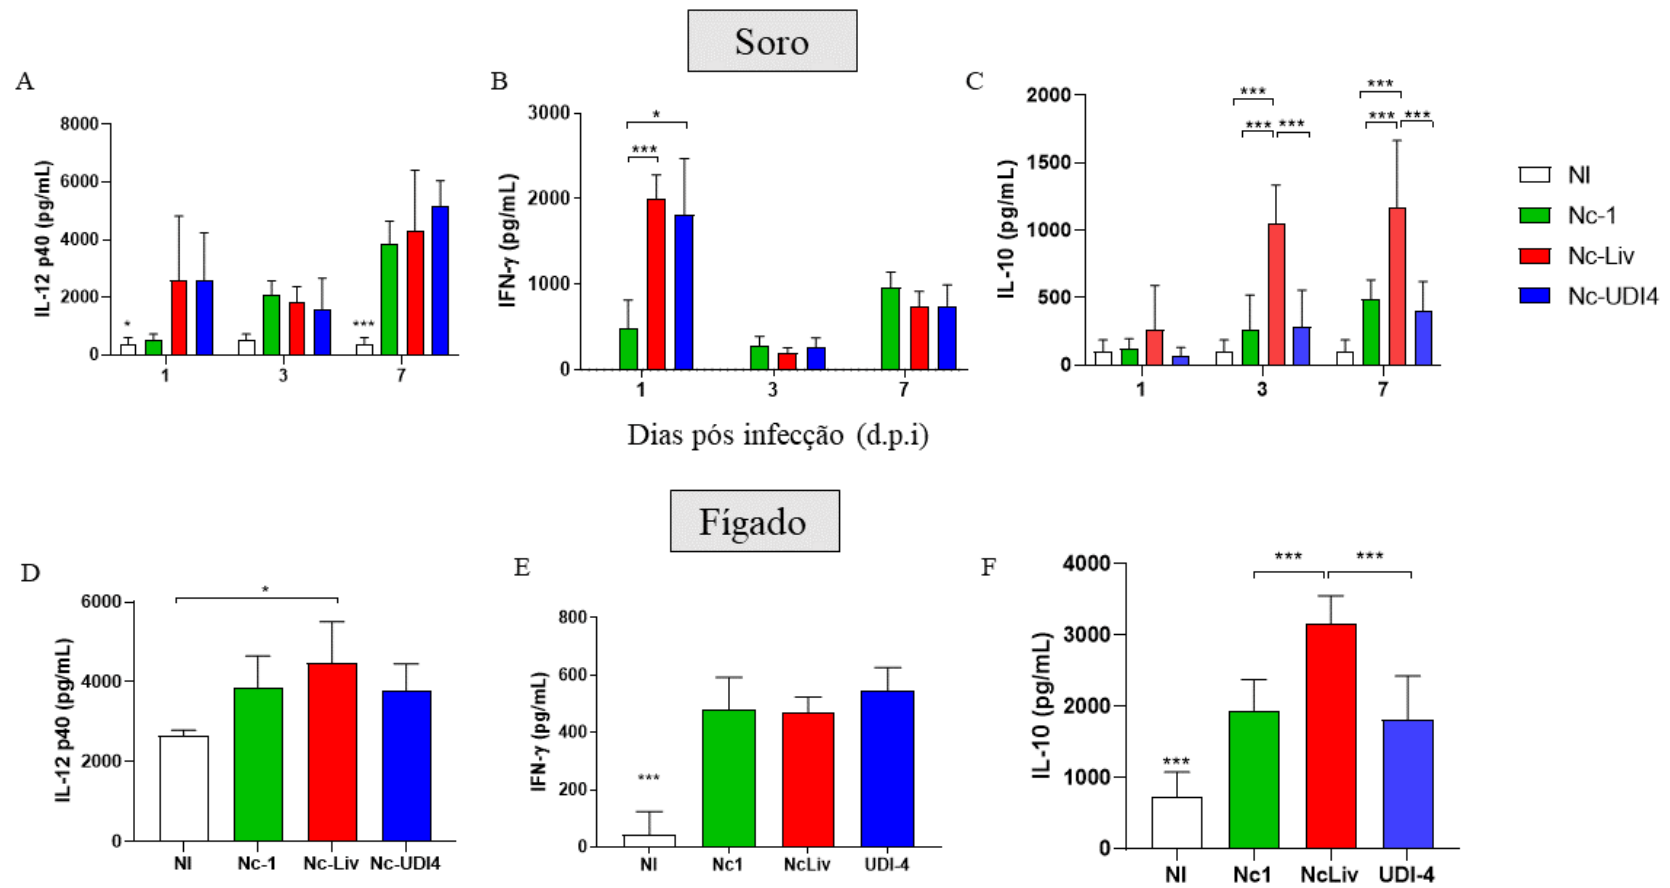 Soro
A
IL-12 p40 (pg/mL)
8000
6000
4000
2000
0
*
***
1 3 7
B
IFN-γ (pg/mL)
3000
2000
1000
0
*
***
1 3 7
C
IL-10 (pg/mL)
2000
1500
1000
500
0
***
*** ***
***
*** ***
1 3 7
NI
Nc-1
Nc-Liv
Nc-UDI4
Dias pós infecção (d.p.i)
Fígado
D
IL-12 p40 (pg/mL)
6000
4000
2000
0
*
NI Nc-1 Nc-Liv Nc-UDI4
E
IFN-γ (pg/mL)
800
600
400
200
0
***
NI Nc1 NcLiv UDI-4
F
IL-10 (pg/mL)
4000
3000
2000
1000
0
*** ***
***
NI Nc1 NcLiv UDI-4